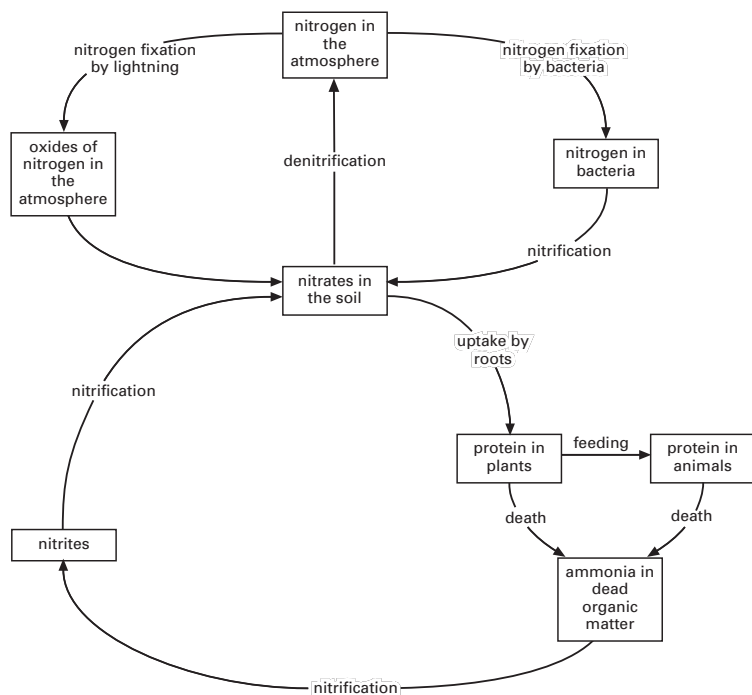 nitrogen in
the
atmosphere
nitrogen fixation
by lightning
nitrogen fixation
by bacteria
oxides of
nitrogen in
the
atmosphere
denitrification
nitrogen in
bacteria
nitrification
nitrates in
the soil
uptake by
roots
nitrification
protein in
plants
feeding
protein in
animals
death
death
nitrites
ammonia in
dead
organic
matter
nitrification